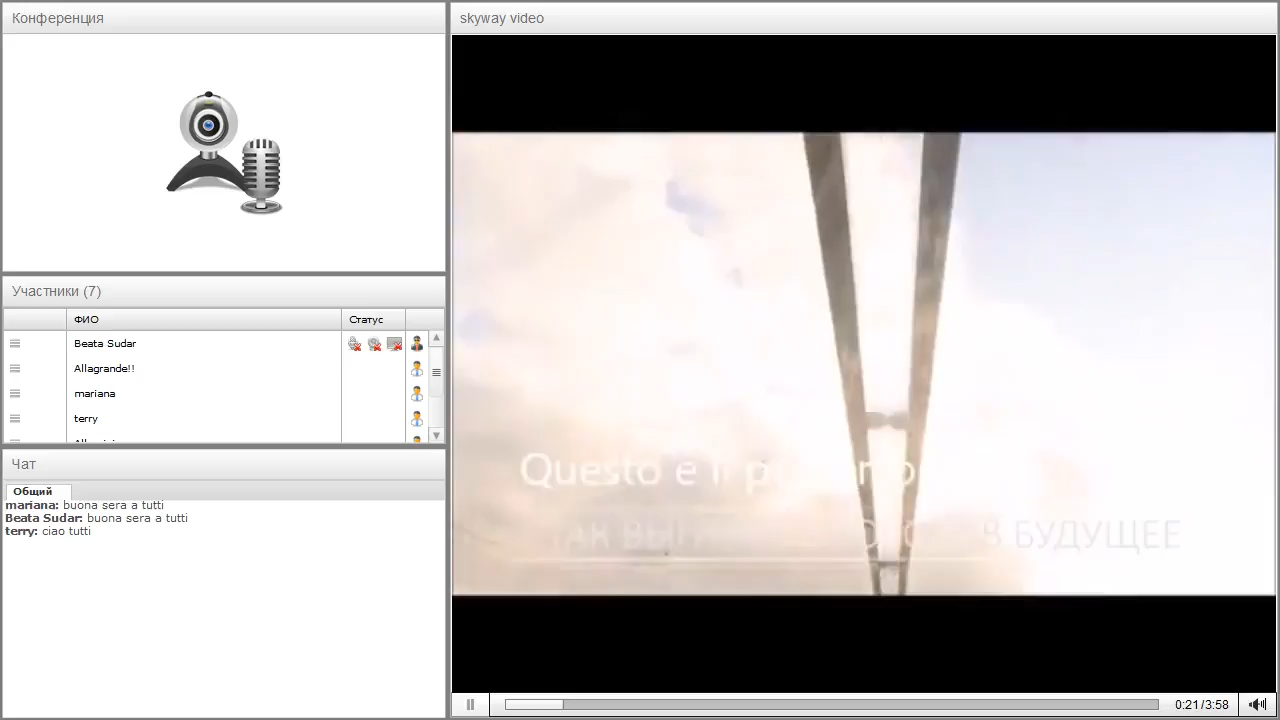 Конференция
skyway video
Участники (7)
ФИО
Статус
Beata Sudar
Allagrande!!
mariana
terry
Чат
Общий
mariana: buona sera a tutti
Beata Sudar: buona sera a tutti
terry: ciao tutti
Questo e
В БУДУЩЕЕ
0:21/3:58